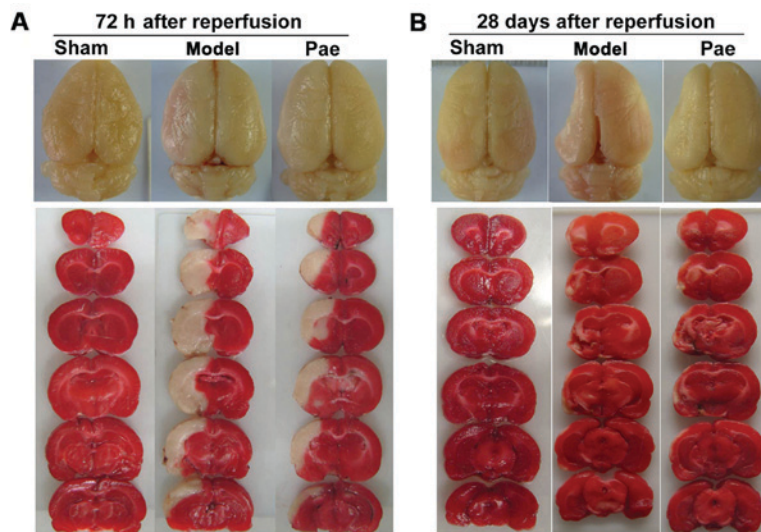 A
72 h after reperfusion
Sham Model Pae
B
28 days after reperfusion
Sham Model Pae